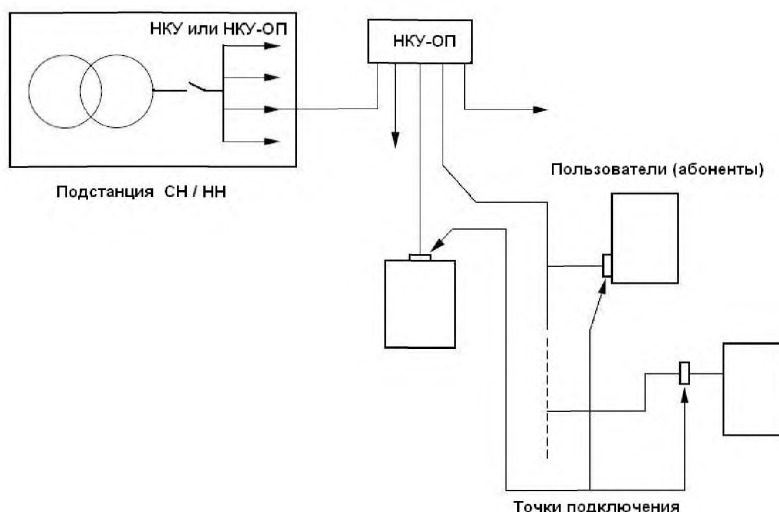 НКУ или НКУ-ОП
НКУ-ОП
Подстанция СН / НН
Пользователи (абоненты)
Точки подключения